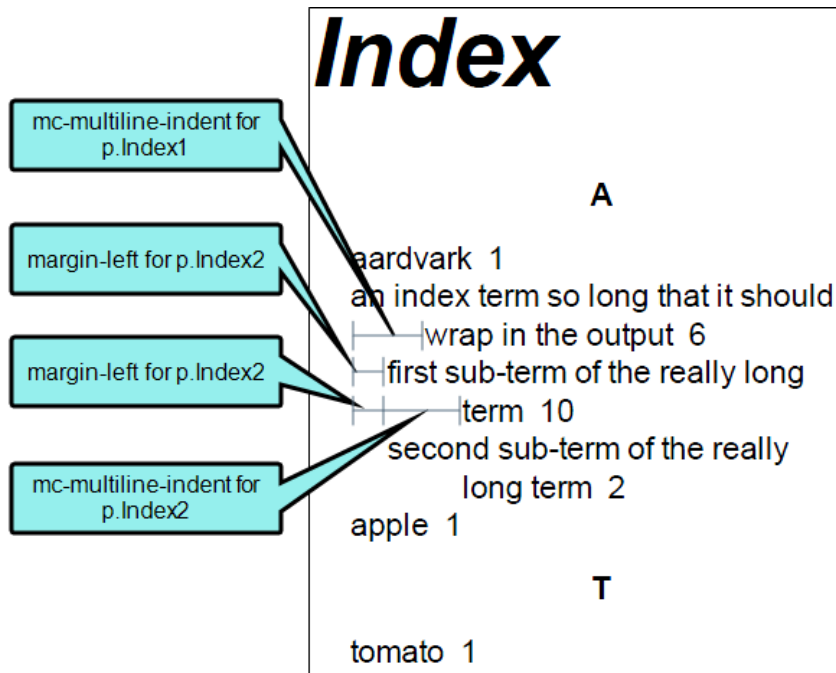 Index
mc-multiline-indent for
p.Index1
A
margin-left for p.Index2
aardvark 1
an index term so long that it should
wrap in the output 6
margin-left for p.Index2
first sub-term of the really long
term 10
second sub-term of the really
mc-multiline-indent for
p.Index2
long term 2
apple 1
T
tomato 1